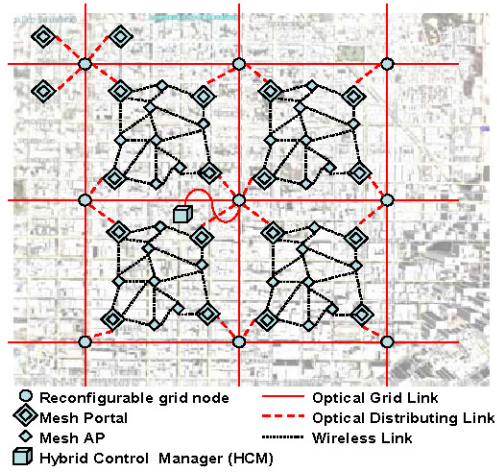 Reconfigurable grid node
Optical Grid Link
Mesh Portal
Optical Distributing Link
Mesh AP
Wireless Link
Hybrid Control Manager (HCM)